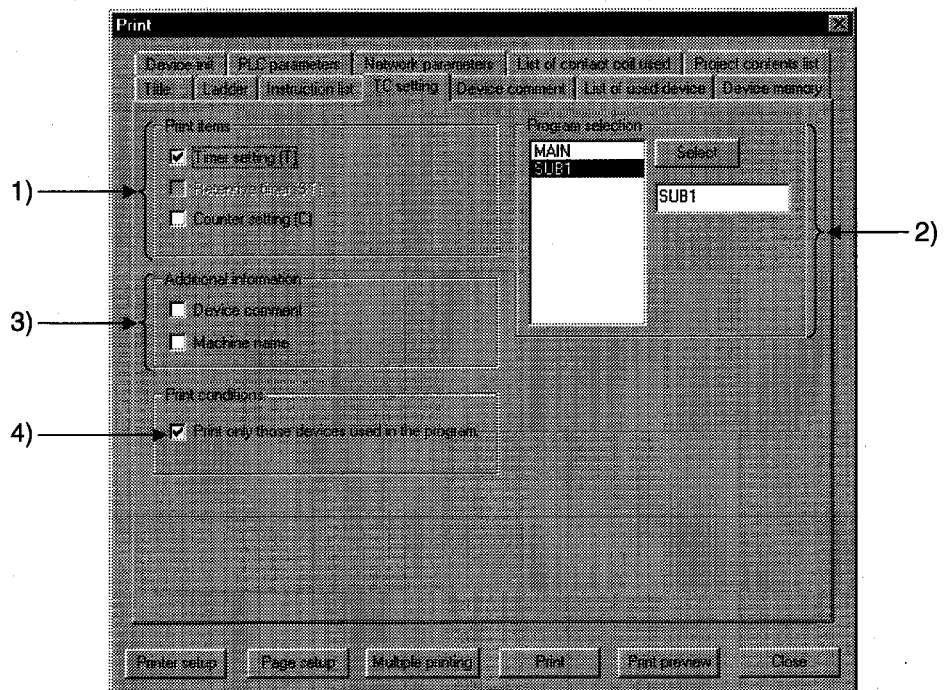 Print
Device init PLC parameters Network parameters List of contact coil used Project contents list
Title Ladder Instruction list TC setting Device comment List of used device Device memory
Print items
Program selection
Timer setting (T)
MAIN
SUB1
Select
1)
Retentive timer (ST)
SUB1
Counter setting (C)
2)
Additional information
Device comment
3)
Machine name
Print conditions
4)
Print only those devices used in the program.
Printer setup Page setup Multiple printing Print Print preview Close